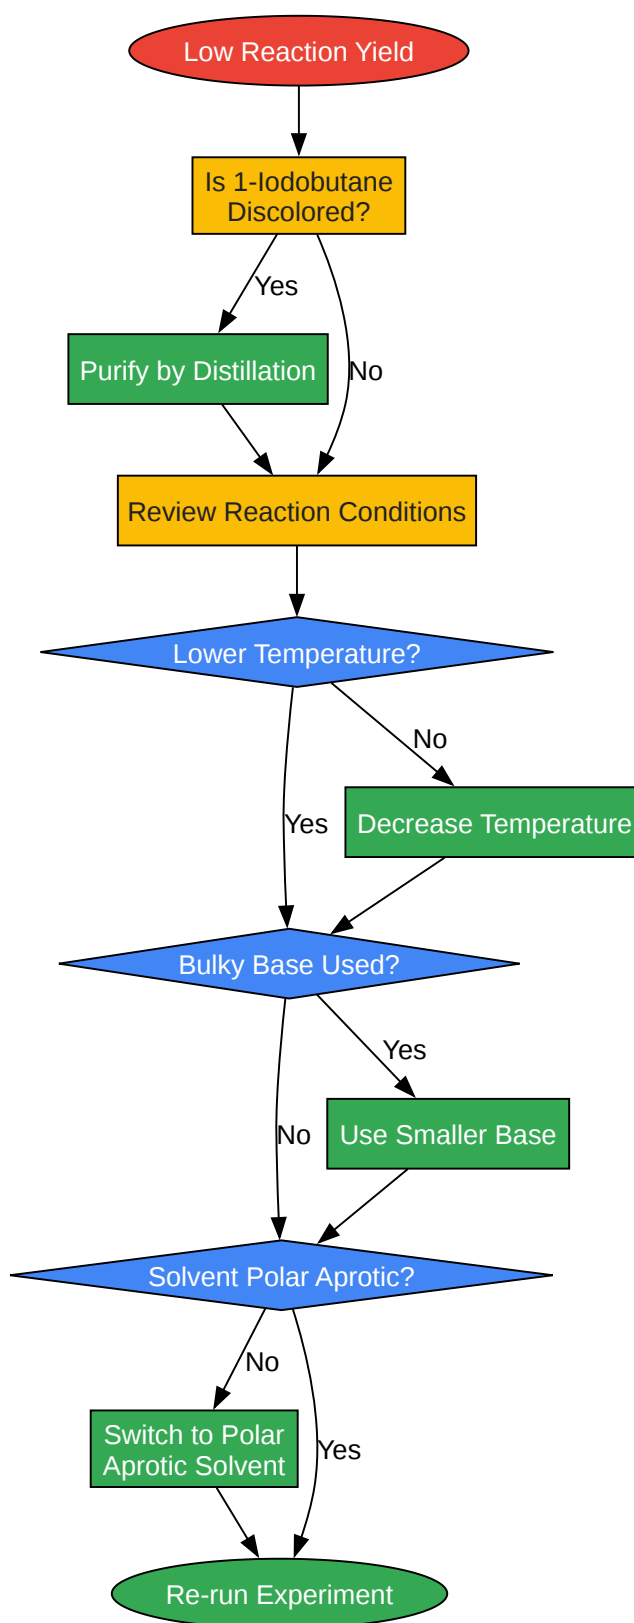 Low Reaction Yield
Is 1-Iodobutane
Discolored?
Yes
Purify by Distillation
No
Review Reaction Conditions
Lower Temperature?
No
Yes
Decrease Temperature
Bulky Base Used?
Yes
No
Use Smaller Base
Solvent Polar Aprotic?
No
Switch to Polar
Aprotic Solvent
Yes
Re-run Experiment